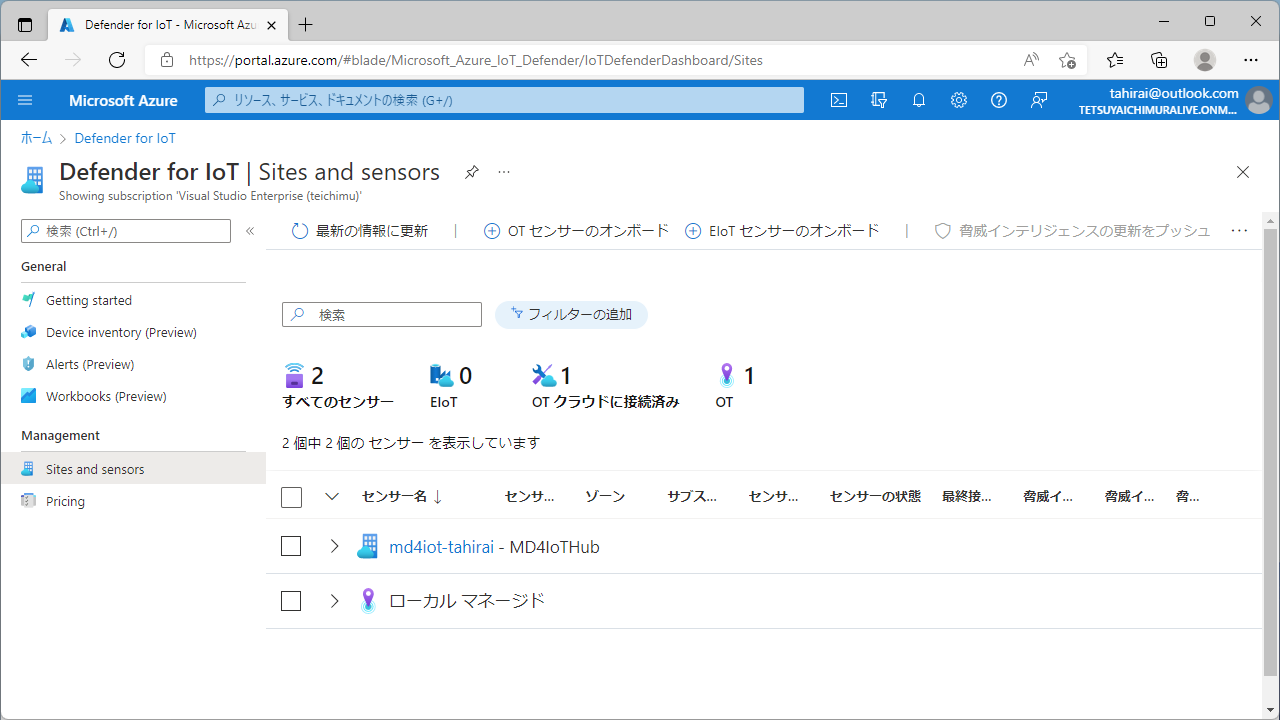 Defender for IoT - Microsoft Azu
https://portal.azure.com/#blade/Microsoft_Azure_IoT_Defender/IoTDefenderDashboard/Sites
Microsoft Azure
リソース、サービス、ドキュメントの検索 (G+/)
tahirai@outlook.com
TETSUYAICHIMURALIVE.ONM...
ホーム > Defender for IoT
Defender for IoT | Sites and sensors
Showing subscription 'Visual Studio Enterprise (teichimu)'
検索 (Ctrl+/)
General
Getting started
Device inventory (Preview)
Alerts (Preview)
Workbooks (Preview)
Management
Sites and sensors
Pricing
最新の情報に更新 | OT センサーのオンボード EIoT センサーのオンボード | 脅威インテリジェンスの更新をプッシュ
検索
フィルターの追加
2
すべてのセンサー
0
EIoT
1
OT クラウドに接続済み
1
OT
2 個中 2 個の センサー を表示しています
センサー名 ↓ センサ... ゾーン サブス... センサ... センサーの状態 最終接... 脅威イ... 脅威イ... 脅...
md4iot-tahirai - MD4IoTHub
ローカル マネージド